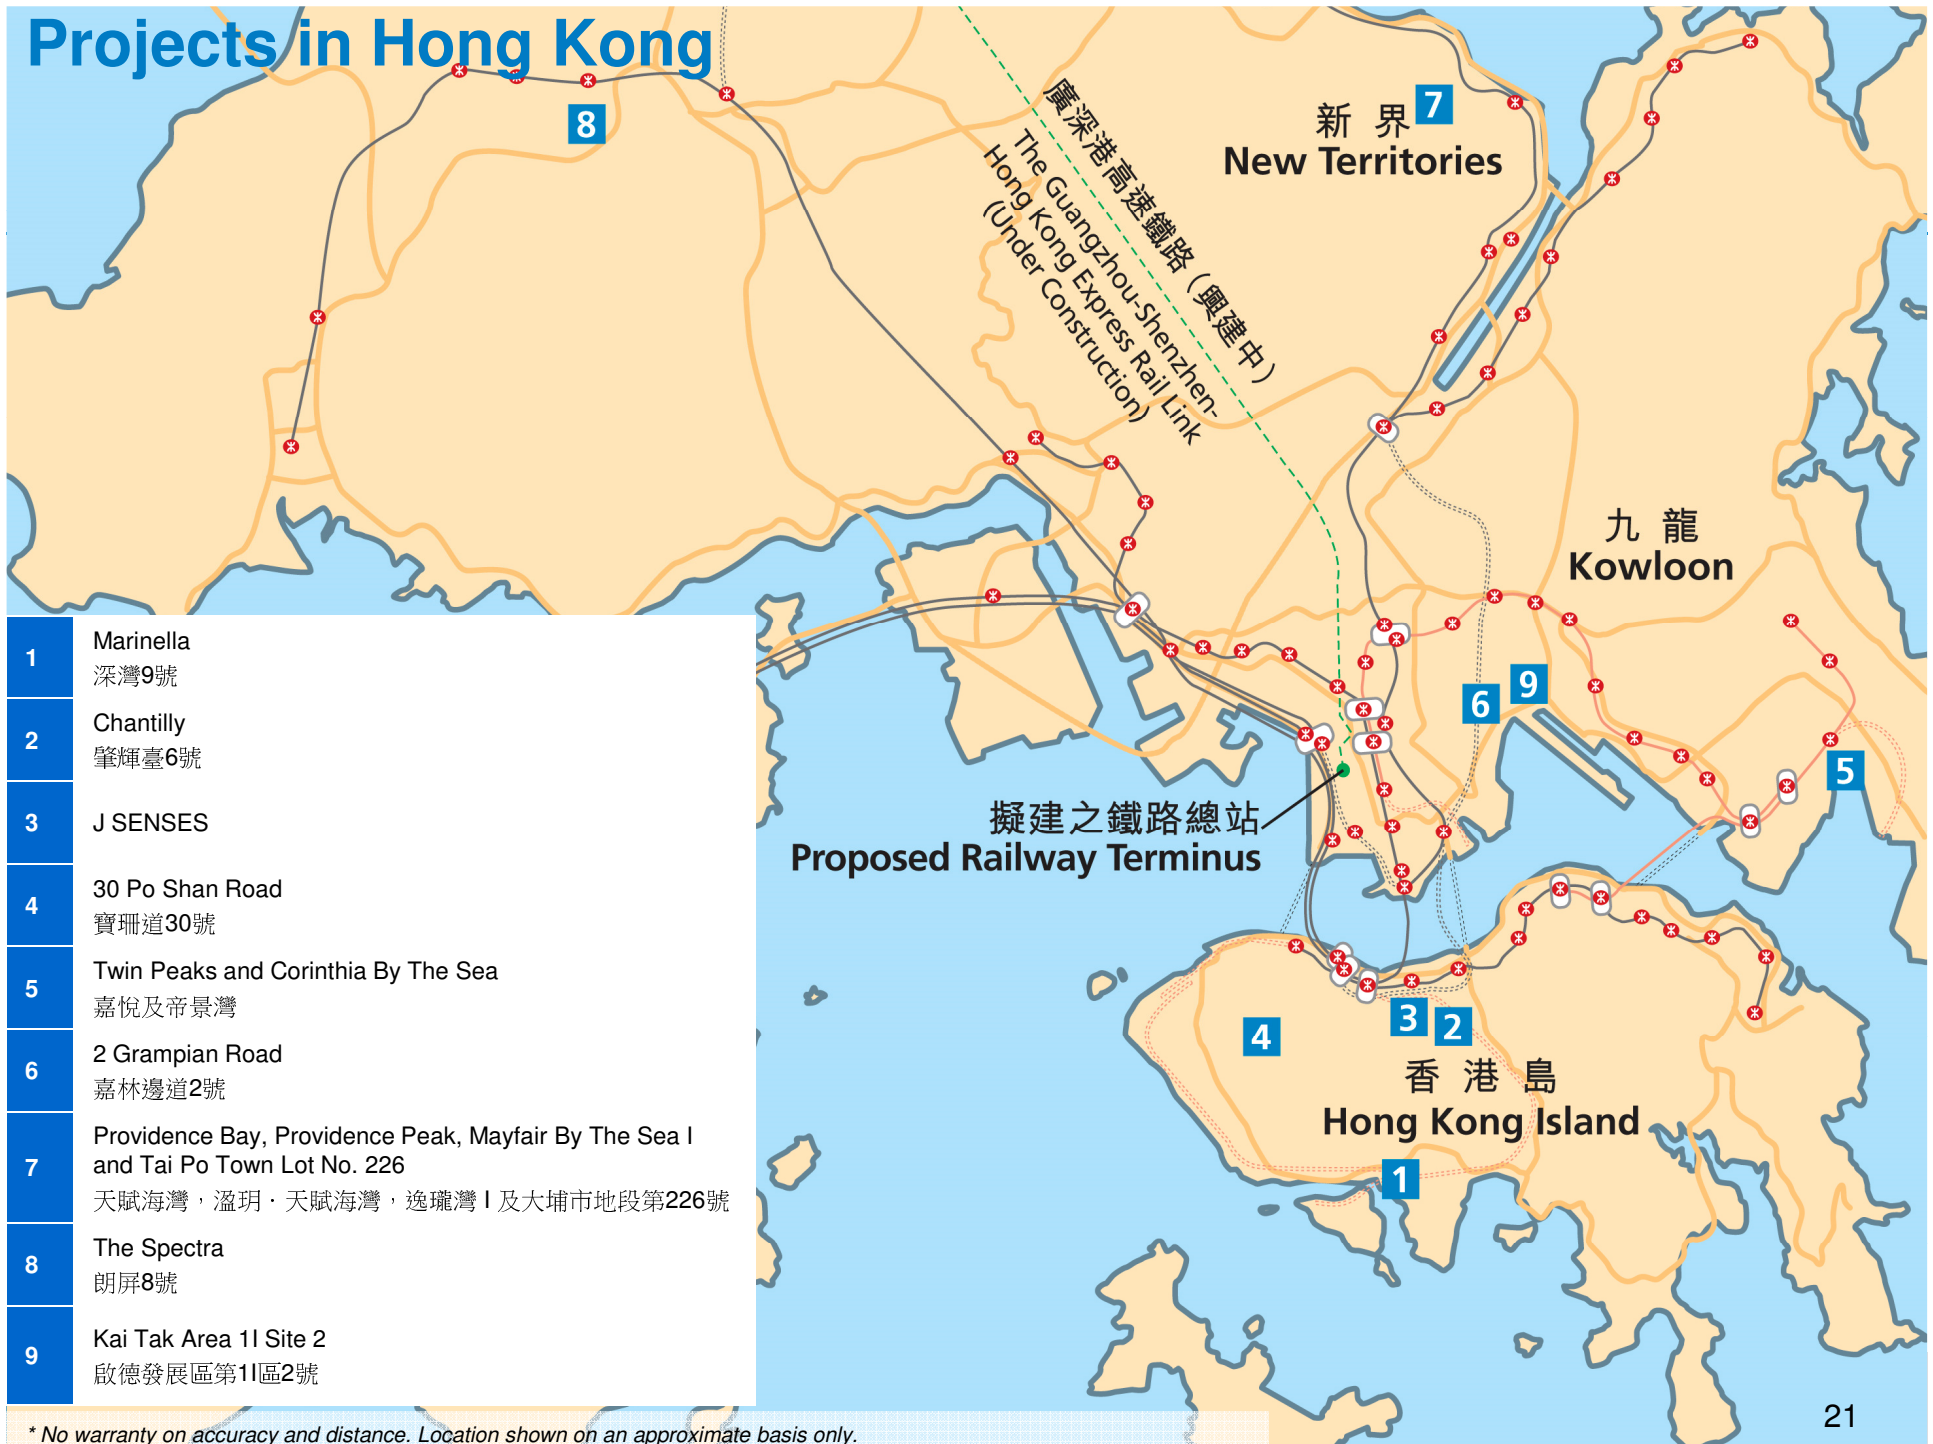 Projects in Hong Kong
8
7
新 界
New Territories
廣深港高速鐵路（興建中）
The Guangzhou-Shenzhen-
Hong Kong Express Rail Link
(Under Construction)
九 龍
Kowloon
6
9
5
擬建之鐵路總站
Proposed Railway Terminus
4
3
2
香 港 島
Hong Kong Island
1
1
Marinella
深灣9號
2
Chantilly
肇輝臺6號
3
J SENSES
4
30 Po Shan Road
寶珊道30號
5
Twin Peaks and Corinthia By The Sea
嘉悅及帝景灣
6
2 Grampian Road
嘉林邊道2號
7
Providence Bay, Providence Peak, Mayfair By The Sea I
and Tai Po Town Lot No. 226
天賦海灣，溋玥．天賦海灣，逸瓏灣 I 及大埔市地段第226號
8
The Spectra
朗屏8號
9
Kai Tak Area 1I Site 2
啟德發展區第1I區2號
* No warranty on accuracy and distance. Location shown on an approximate basis only.
21